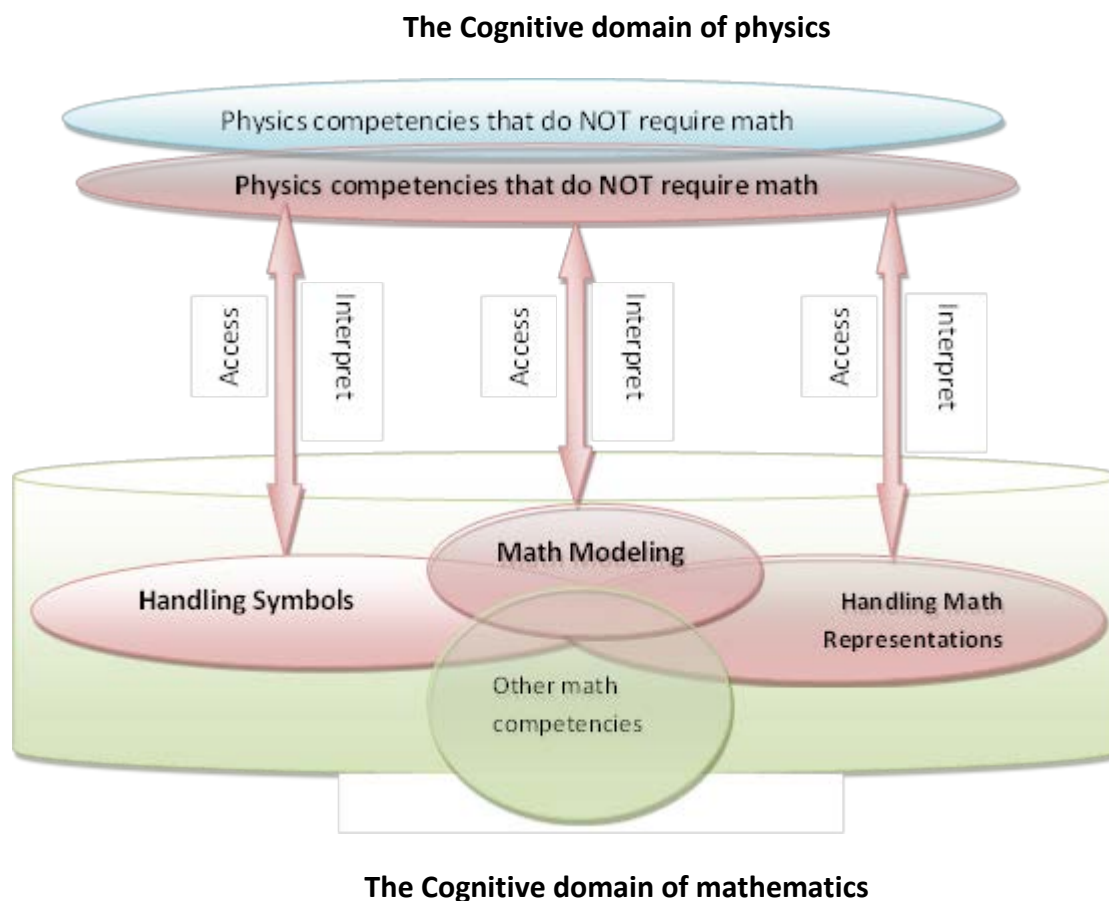 The Cognitive domain of physics
Physics competencies that do NOT require math
Physics competencies that do NOT require math
Access
Interpret
Access
Interpret
Access
Interpret
Math Modeling
Handling Symbols
Handling Math
Representations
Other math
competencies
The Cognitive domain of mathematics